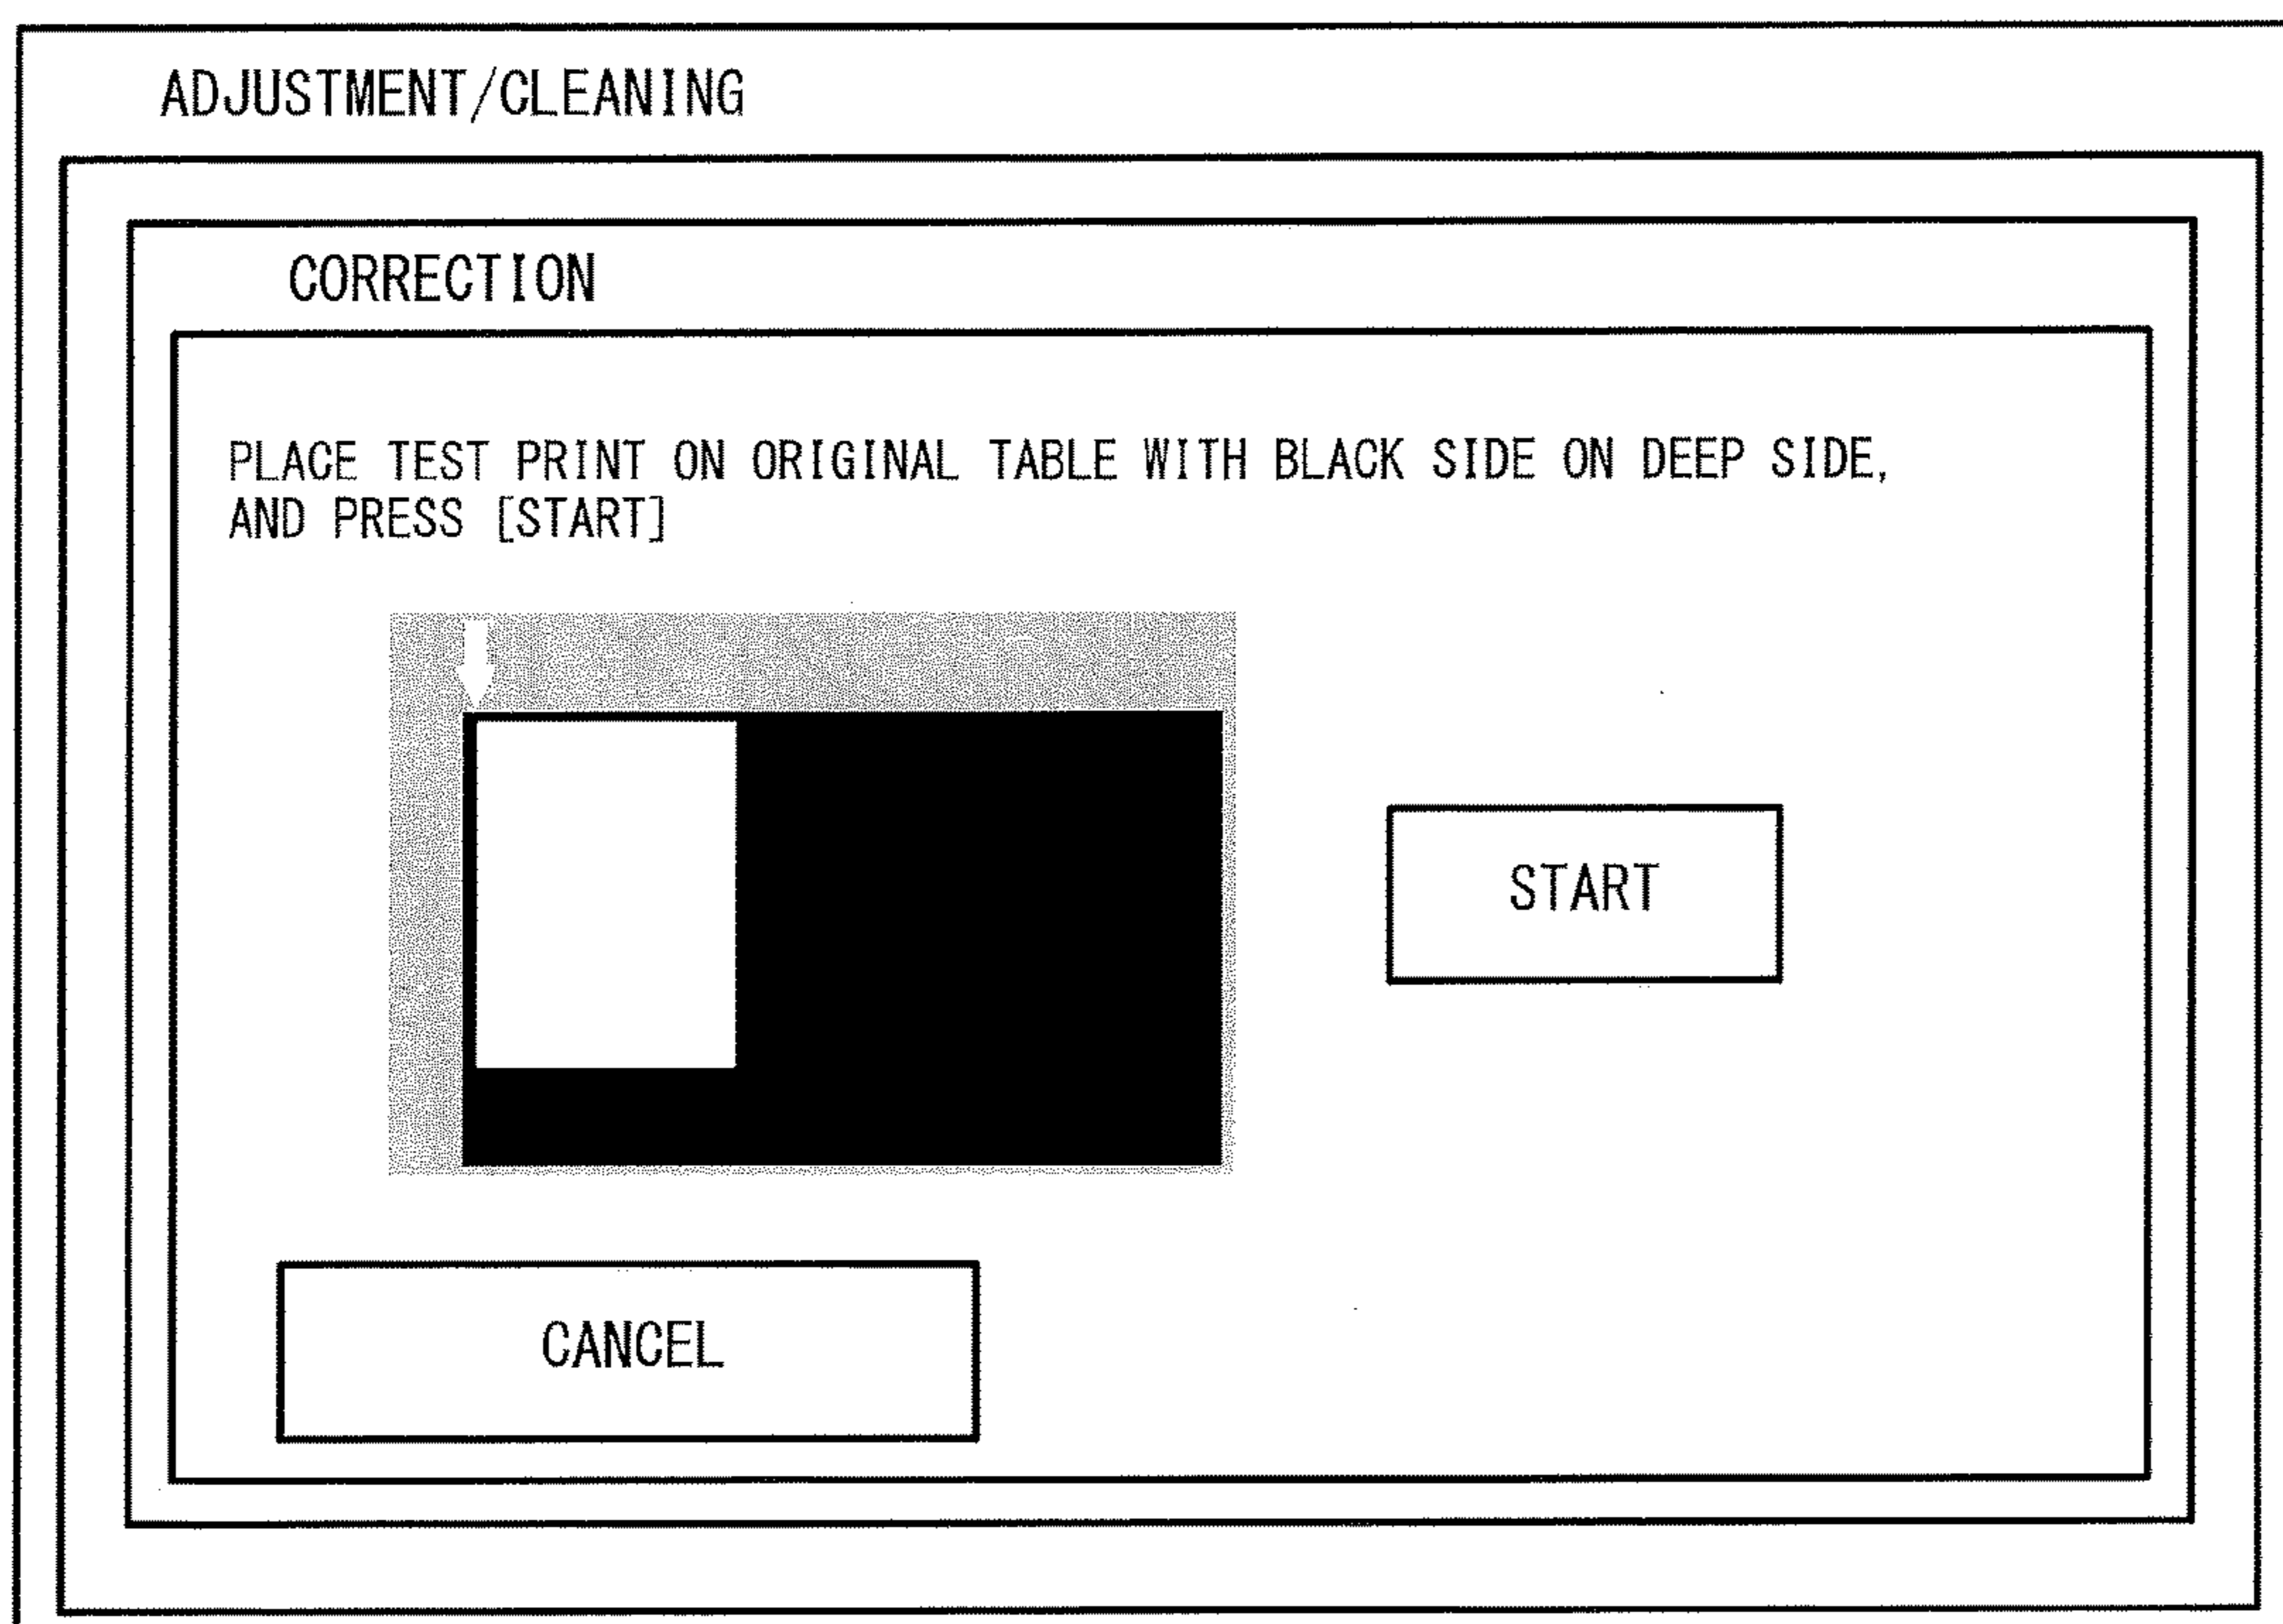 ADJUSTMENT/CLEANING
CORRECTION
PLACE TEST PRINT ON ORIGINAL TABLE WITH BLACK SIDE ON DEEP SIDE,
AND PRESS [START]
START
CANCEL